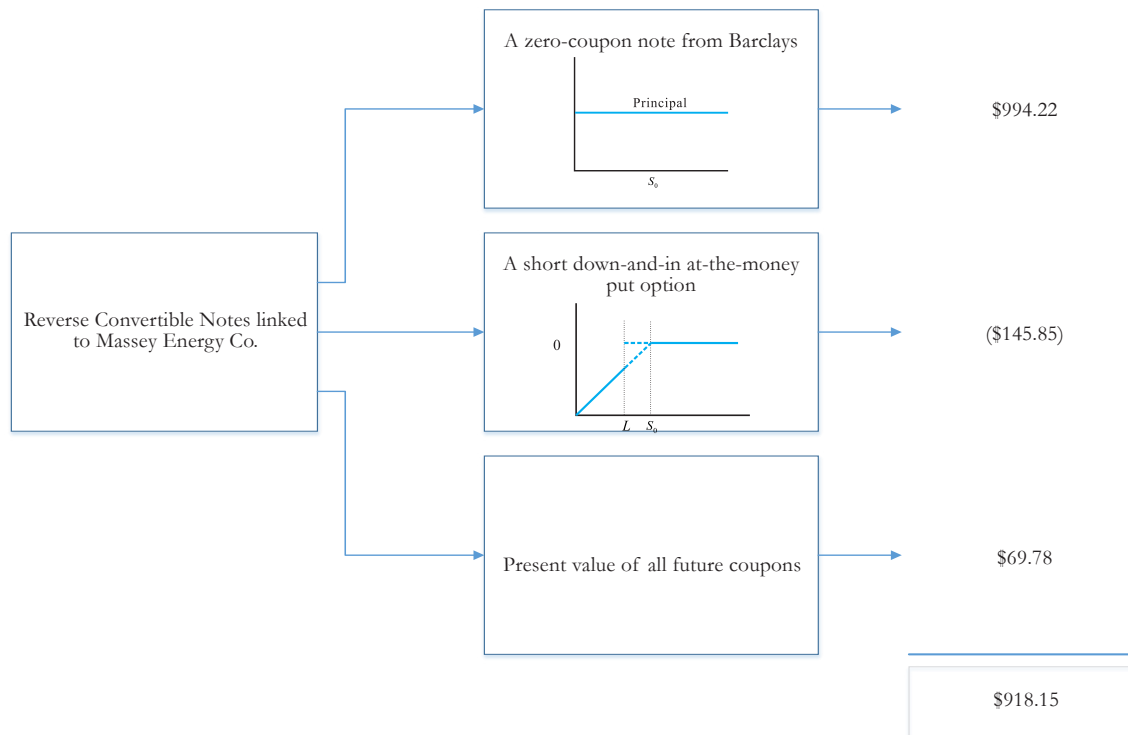 A zero-coupon note from Barclays
Principal
S₀
$994.22
Reverse Convertible Notes linked
to Massey Energy Co.
A short down-and-in at-the-money
put option
0
L S₀
($145.85)
Present value of all future coupons
$69.78
$918.15